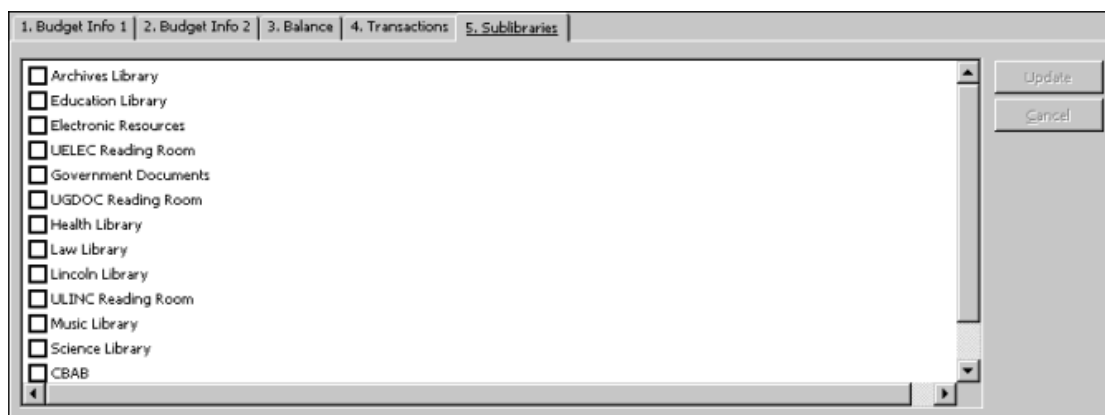 1. Budget Info 1 2. Budget Info 2 3. Balance 4. Transactions 5. Sublibraries
Archives Library
Update
Education Library
Cancel
Electronic Resources
UELEC Reading Room
Government Documents
UGDOC Reading Room
Health Library
Law Library
Lincoln Library
ULINC Reading Room
Music Library
Science Library
CBAB